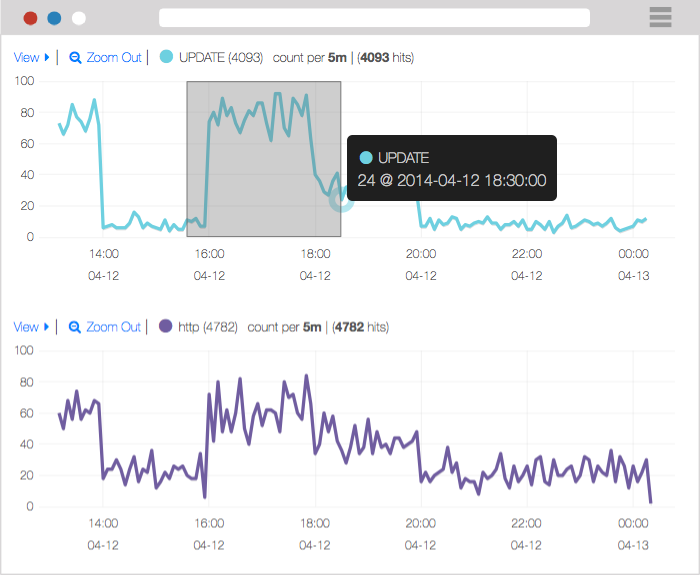 View | Zoom Out | UPDATE (4093) count per 5m | (4093 hits)
100
80
60
40
20
0
UPDATE
24 @ 2014-04-12 18:30:00
14:00 16:00 18:00 20:00 22:00 00:00
04-12 04-12 04-12 04-12 04-12 04-13
View | Zoom Out | http (4782) count per 5m | (4782 hits)
100
80
60
40
20
0
14:00 16:00 18:00 20:00 22:00 00:00
04-12 04-12 04-12 04-12 04-12 04-13